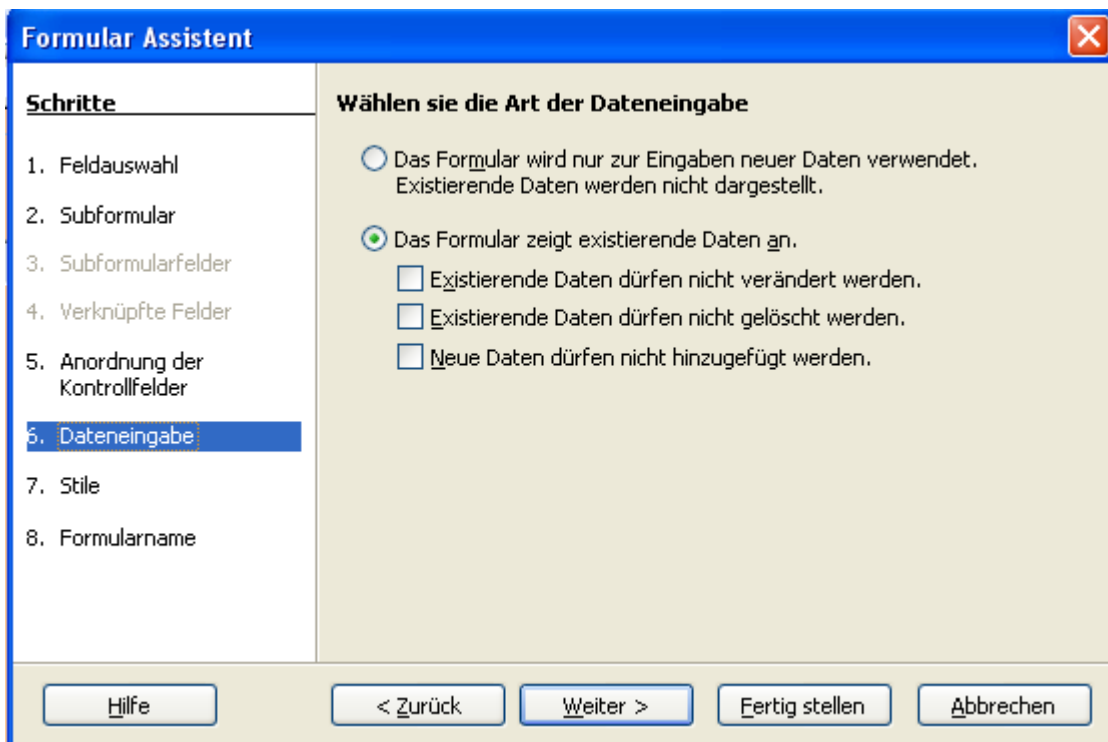 Formular Assistent
Schritte
1. Feldauswahl
2. Subformular
3. Subformularfelder
4. Verknüpfte Felder
5. Anordnung der
Kontrollfelder
6. Dateneingabe
7. Stile
8. Formularname
Wählen sie die Art der Dateneingabe
Das Formular wird nur zur Eingaben neuer Daten verwendet.
Existierende Daten werden nicht dargestellt.
Das Formular zeigt existierende Daten an.
Existierende Daten dürfen nicht verändert werden.
Existierende Daten dürfen nicht gelöscht werden.
Neue Daten dürfen nicht hinzugefügt werden.
Hilfe
< Zurück
Weiter >
Fertig stellen
Abbrechen